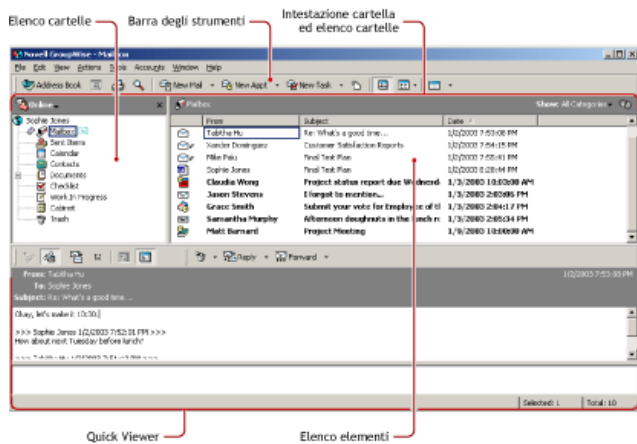 Elenco cartelle
Barra degli strumenti
Intestazione cartella
ed elenco cartelle
Novell GroupWise - Mailbox
File Edit View Actions Tools Accounts Window Help
Address Book New Mail New Appt New Task
Online
Mailbox
Show: All Categories
Sophie Jones
Mailbox
Sent Items
Calendar
Contacts
Documents
Checklist
Work In Progress
Cabinet
Trash
From Subject Date
Tabitha Hu Re: What's a good time... 1/2/2003 7:53:08 PM
Xander Dominguez Customer Satisfaction Reports 1/2/2003 7:54:15 PM
Mike Palu Final Test Plan 1/2/2003 7:55:41 PM
Sophie Jones Final Test Plan 1/2/2003 8:28:44 PM
Claudia Wong Project status report due Wednesd 1/3/2003 10:00:00 AM
Jason Stevens I forgot to mention... 1/3/2003 2:03:06 PM
Grace Smith Submit your vote for Employee of t 1/3/2003 2:04:17 PM
Samantha Murphy Afternoon doughnuts in the lunch r 1/3/2003 2:05:34 PM
Matt Barnard Project Meeting 1/9/2003 10:00:00 AM
Reply Forward
From: Tabitha Hu 1/2/2003 7:53:08 PM
To: Sophie Jones
Subject: Re: What's a good time...
Okay, let's make it 10:30.
>>> Sophie Jones 1/2/2003 7:52:01 PM >>>
How about next Tuesday before lunch?
Selected: 1 Total: 10
Quick Viewer
Elenco elementi